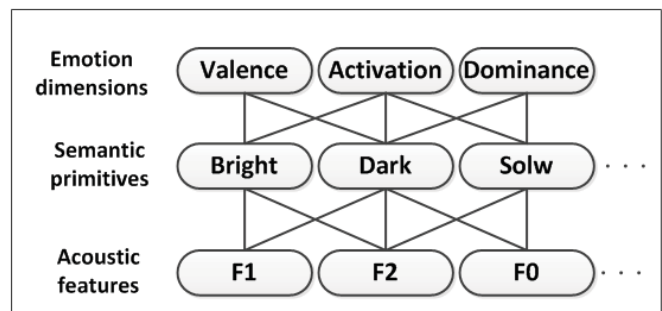 Emotion
dimensions
Valence Activation Dominance
Semantic
primitives
Bright Dark Solw . . .
Acoustic
features
F1 F2 F0 . . .